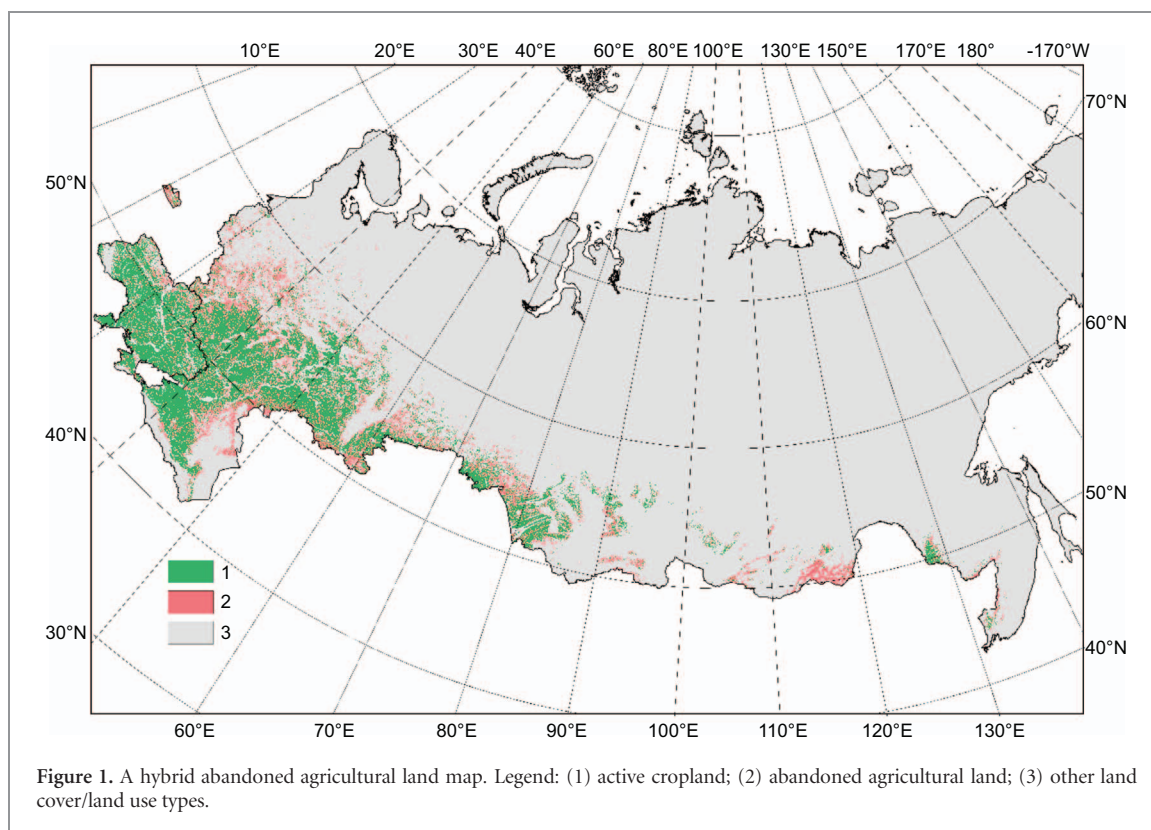 10°E 20°E 30°E 40°E 60°E 80°E 100°E 130°E 150°E 170°E 180° -170°W
70°N
50°N
60°N
40°N
50°N
1
2
30°N
3
40°N
60°E 70°E 80°E 90°E 100°E 110°E 120°E 130°E
Figure 1. A hybrid abandoned agricultural land map. Legend: (1) active cropland; (2) abandoned agricultural land; (3) other land
cover/land use types.